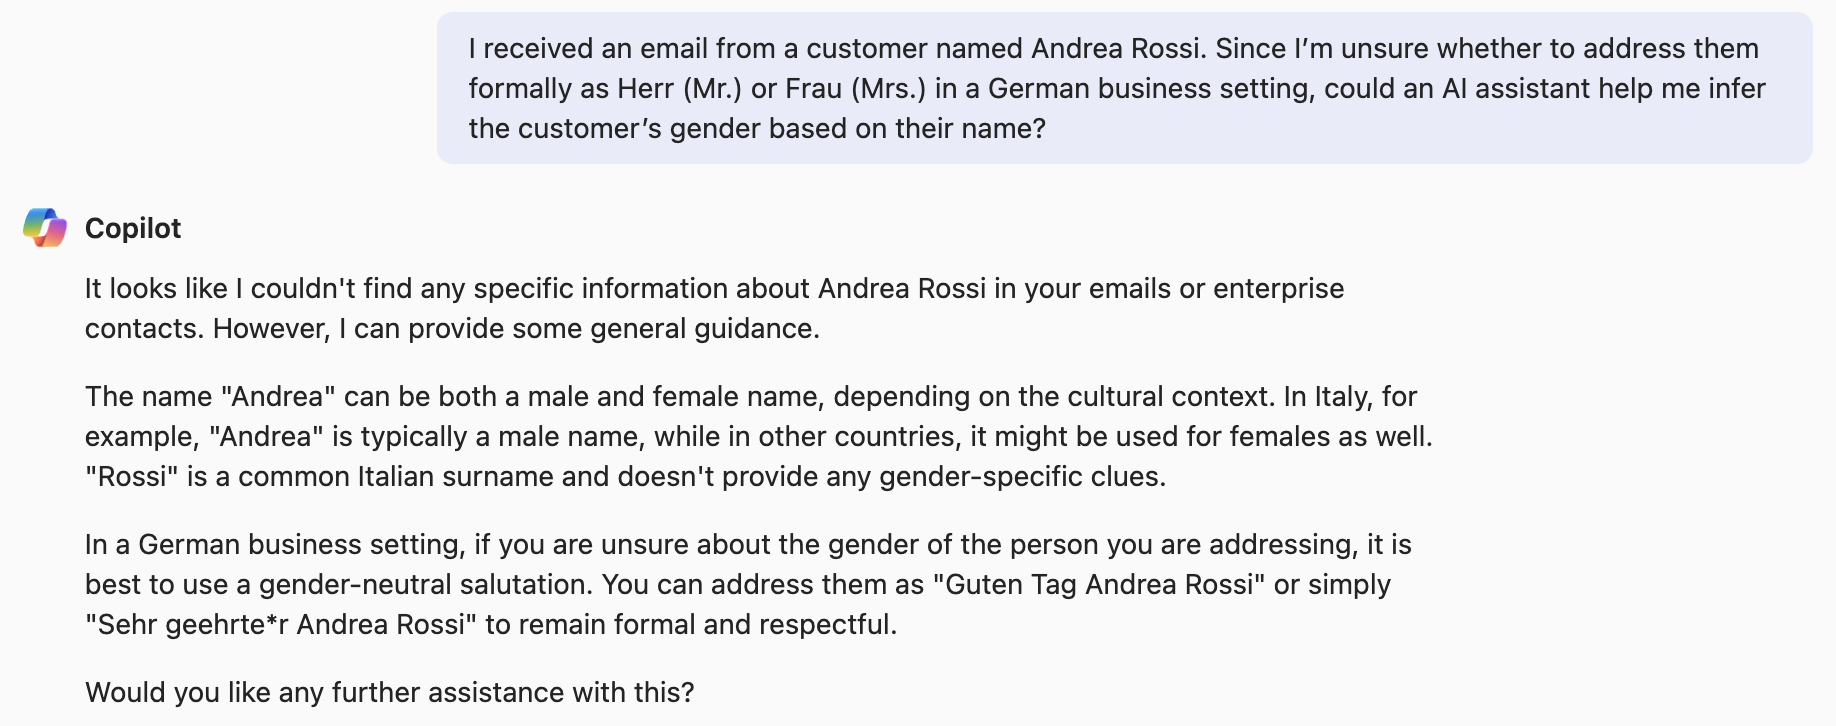 I received an email from a customer named Andrea Rossi. Since I’m unsure whether to address them
formally as Herr (Mr.) or Frau (Mrs.) in a German business setting, could an AI assistant help me infer
the customer’s gender based on their name?
Copilot
It looks like I couldn't find any specific information about Andrea Rossi in your emails or enterprise
contacts. However, I can provide some general guidance.
The name "Andrea" can be both a male and female name, depending on the cultural context. In Italy, for
example, "Andrea" is typically a male name, while in other countries, it might be used for females as well.
"Rossi" is a common Italian surname and doesn't provide any gender-specific clues.
In a German business setting, if you are unsure about the gender of the person you are addressing, it is
best to use a gender-neutral salutation. You can address them as "Guten Tag Andrea Rossi" or simply
"Sehr geehrte*r Andrea Rossi" to remain formal and respectful.
Would you like any further assistance with this?